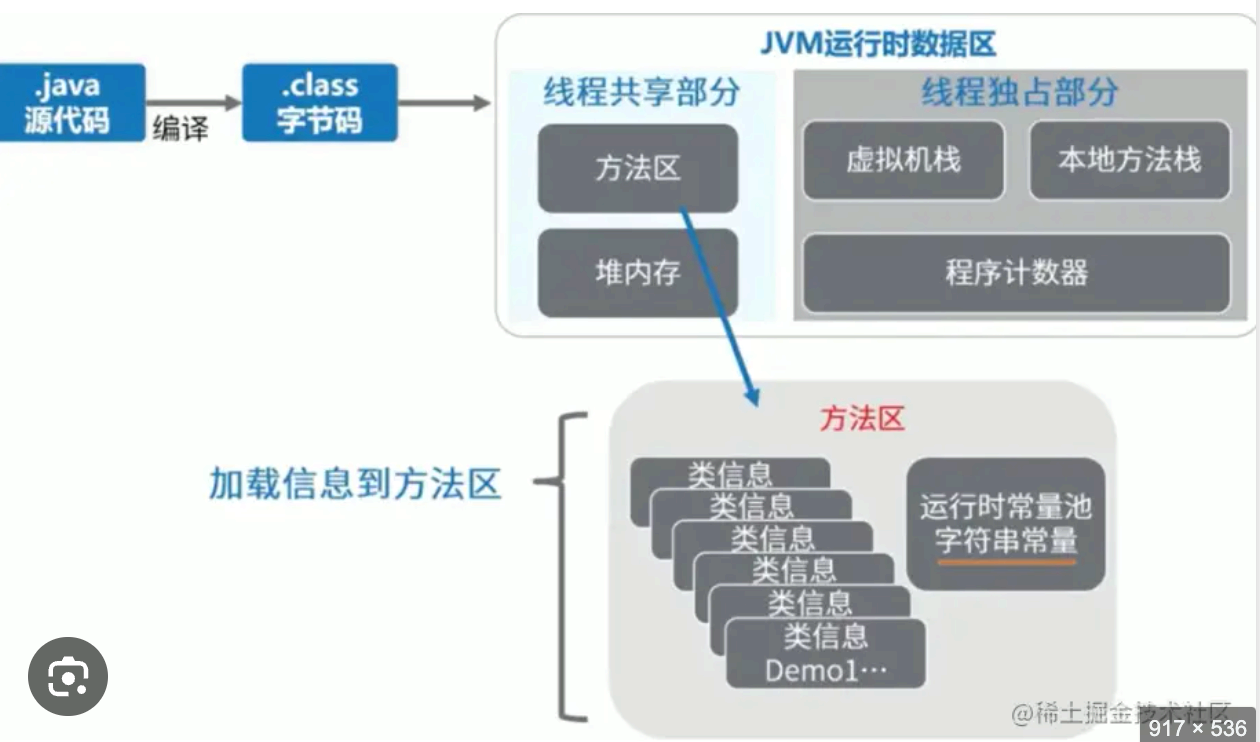 JVM运行时数据区
.java
源代码
编译
.class
字节码
线程共享部分
方法区
堆内存
线程独占部分
虚拟机栈
本地方法栈
程序计数器
加载信息到方法区
方法区
类信息
类信息
类信息
类信息
类信息
类信息
Demo1…
运行时常量池
字符串常量
@稀土掘金技术社区
917 × 536